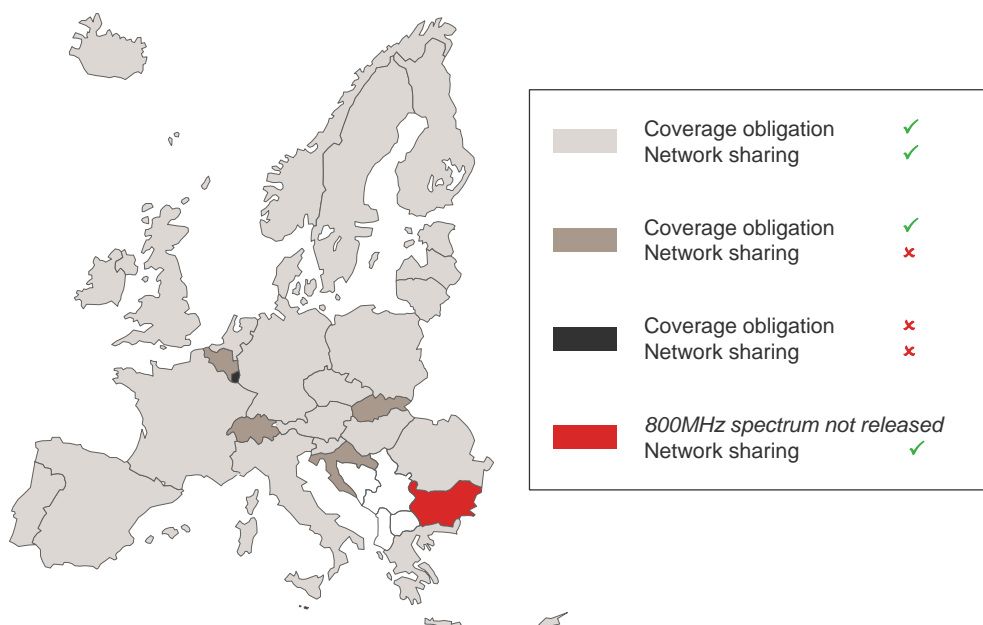 Coverage obligation ✓
Network sharing ✓
Coverage obligation ✓
Network sharing ✗
Coverage obligation ✗
Network sharing ✗
800MHz spectrum not released
Network sharing ✓